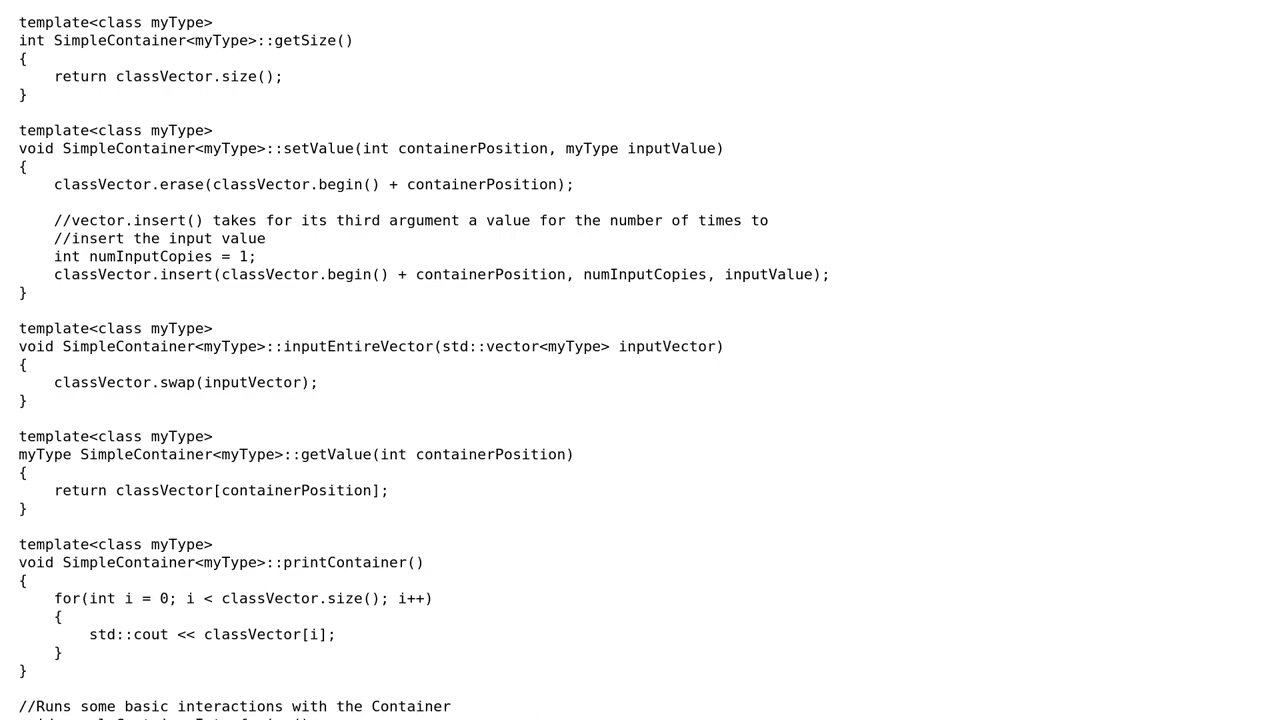 template<class myType>
int SimpleContainer<myType>::getSize()
{
    return classVector.size();
}

template<class myType>
void SimpleContainer<myType>::setValue(int containerPosition, myType inputValue)
{
    classVector.erase(classVector.begin() + containerPosition);

    //vector.insert() takes for its third argument a value for the number of times to
    //insert the input value
    int numInputCopies = 1;
    classVector.insert(classVector.begin() + containerPosition, numInputCopies, inputValue);
}

template<class myType>
void SimpleContainer<myType>::inputEntireVector(std::vector<myType> inputVector)
{
    classVector.swap(inputVector);
}

template<class myType>
myType SimpleContainer<myType>::getValue(int containerPosition)
{
    return classVector[containerPosition];
}

template<class myType>
void SimpleContainer<myType>::printContainer()
{
    for(int i = 0; i < classVector.size(); i++)
    {
        std::cout << classVector[i];
    }
}

//Runs some basic interactions with the Container